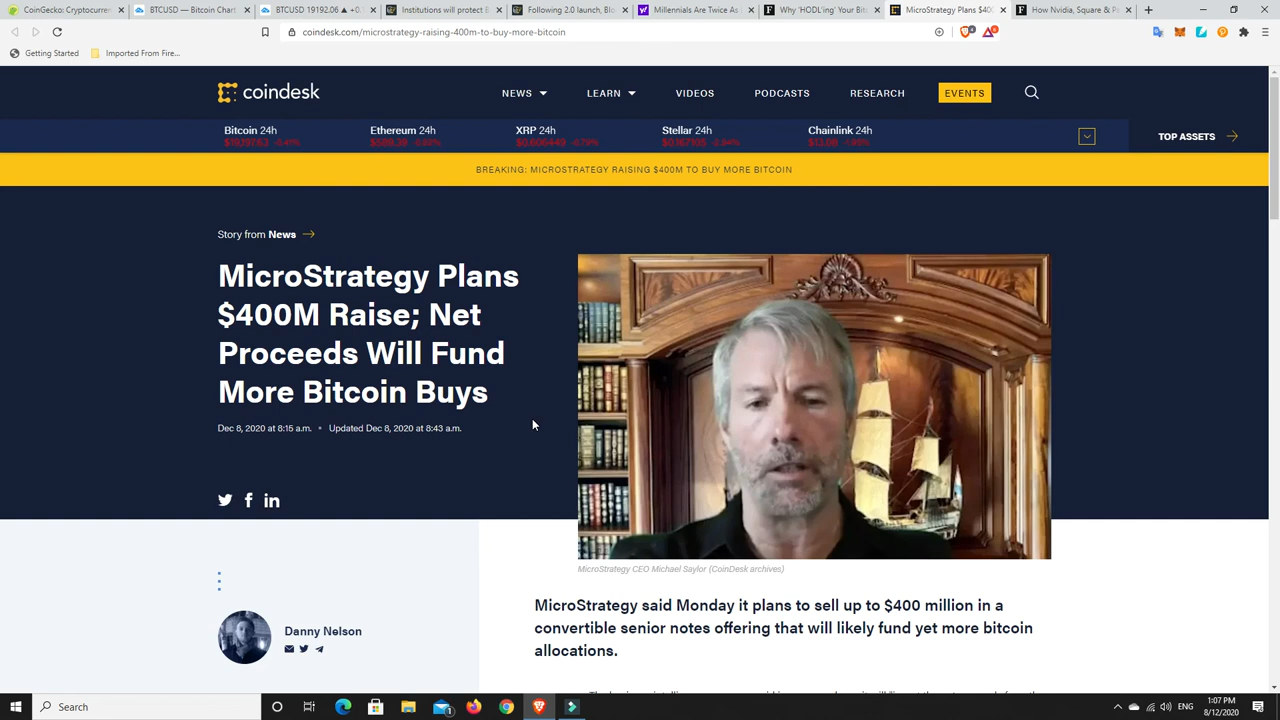 CoinGecko: Cryptocurren
BTCUSD — Bitcoin Chart
BTCUSD 19192.06 ▲ +0.
Institutions will protect B
Following 2.0 launch, Blo
Millennials Are Twice As
Why 'HODL'ing' Your Bit
MicroStrategy Plans $400
How Nvidia, Square & Pa
coindesk.com/microstrategy-raising-400m-to-buy-more-bitcoin
Getting Started
Imported From Fire...
coindesk
NEWS
LEARN
VIDEOS
PODCASTS
RESEARCH
EVENTS
Bitcoin 24h
Ethereum 24h
XRP 24h
Stellar 24h
Chainlink 24h
TOP ASSETS
BREAKING: MICROSTRATEGY RAISING $400M TO BUY MORE BITCOIN
Story from News
MicroStrategy Plans
$400M Raise; Net
Proceeds Will Fund
More Bitcoin Buys
Dec 8, 2020 at 8:15 a.m. • Updated Dec 8, 2020 at 8:43 a.m.
MicroStrategy CEO Michael Saylor (CoinDesk archives)
MicroStrategy said Monday it plans to sell up to $400 million in a
convertible senior notes offering that will likely fund yet more bitcoin
allocations.
Danny Nelson
Search
ENG
1:07 PM
8/12/2020